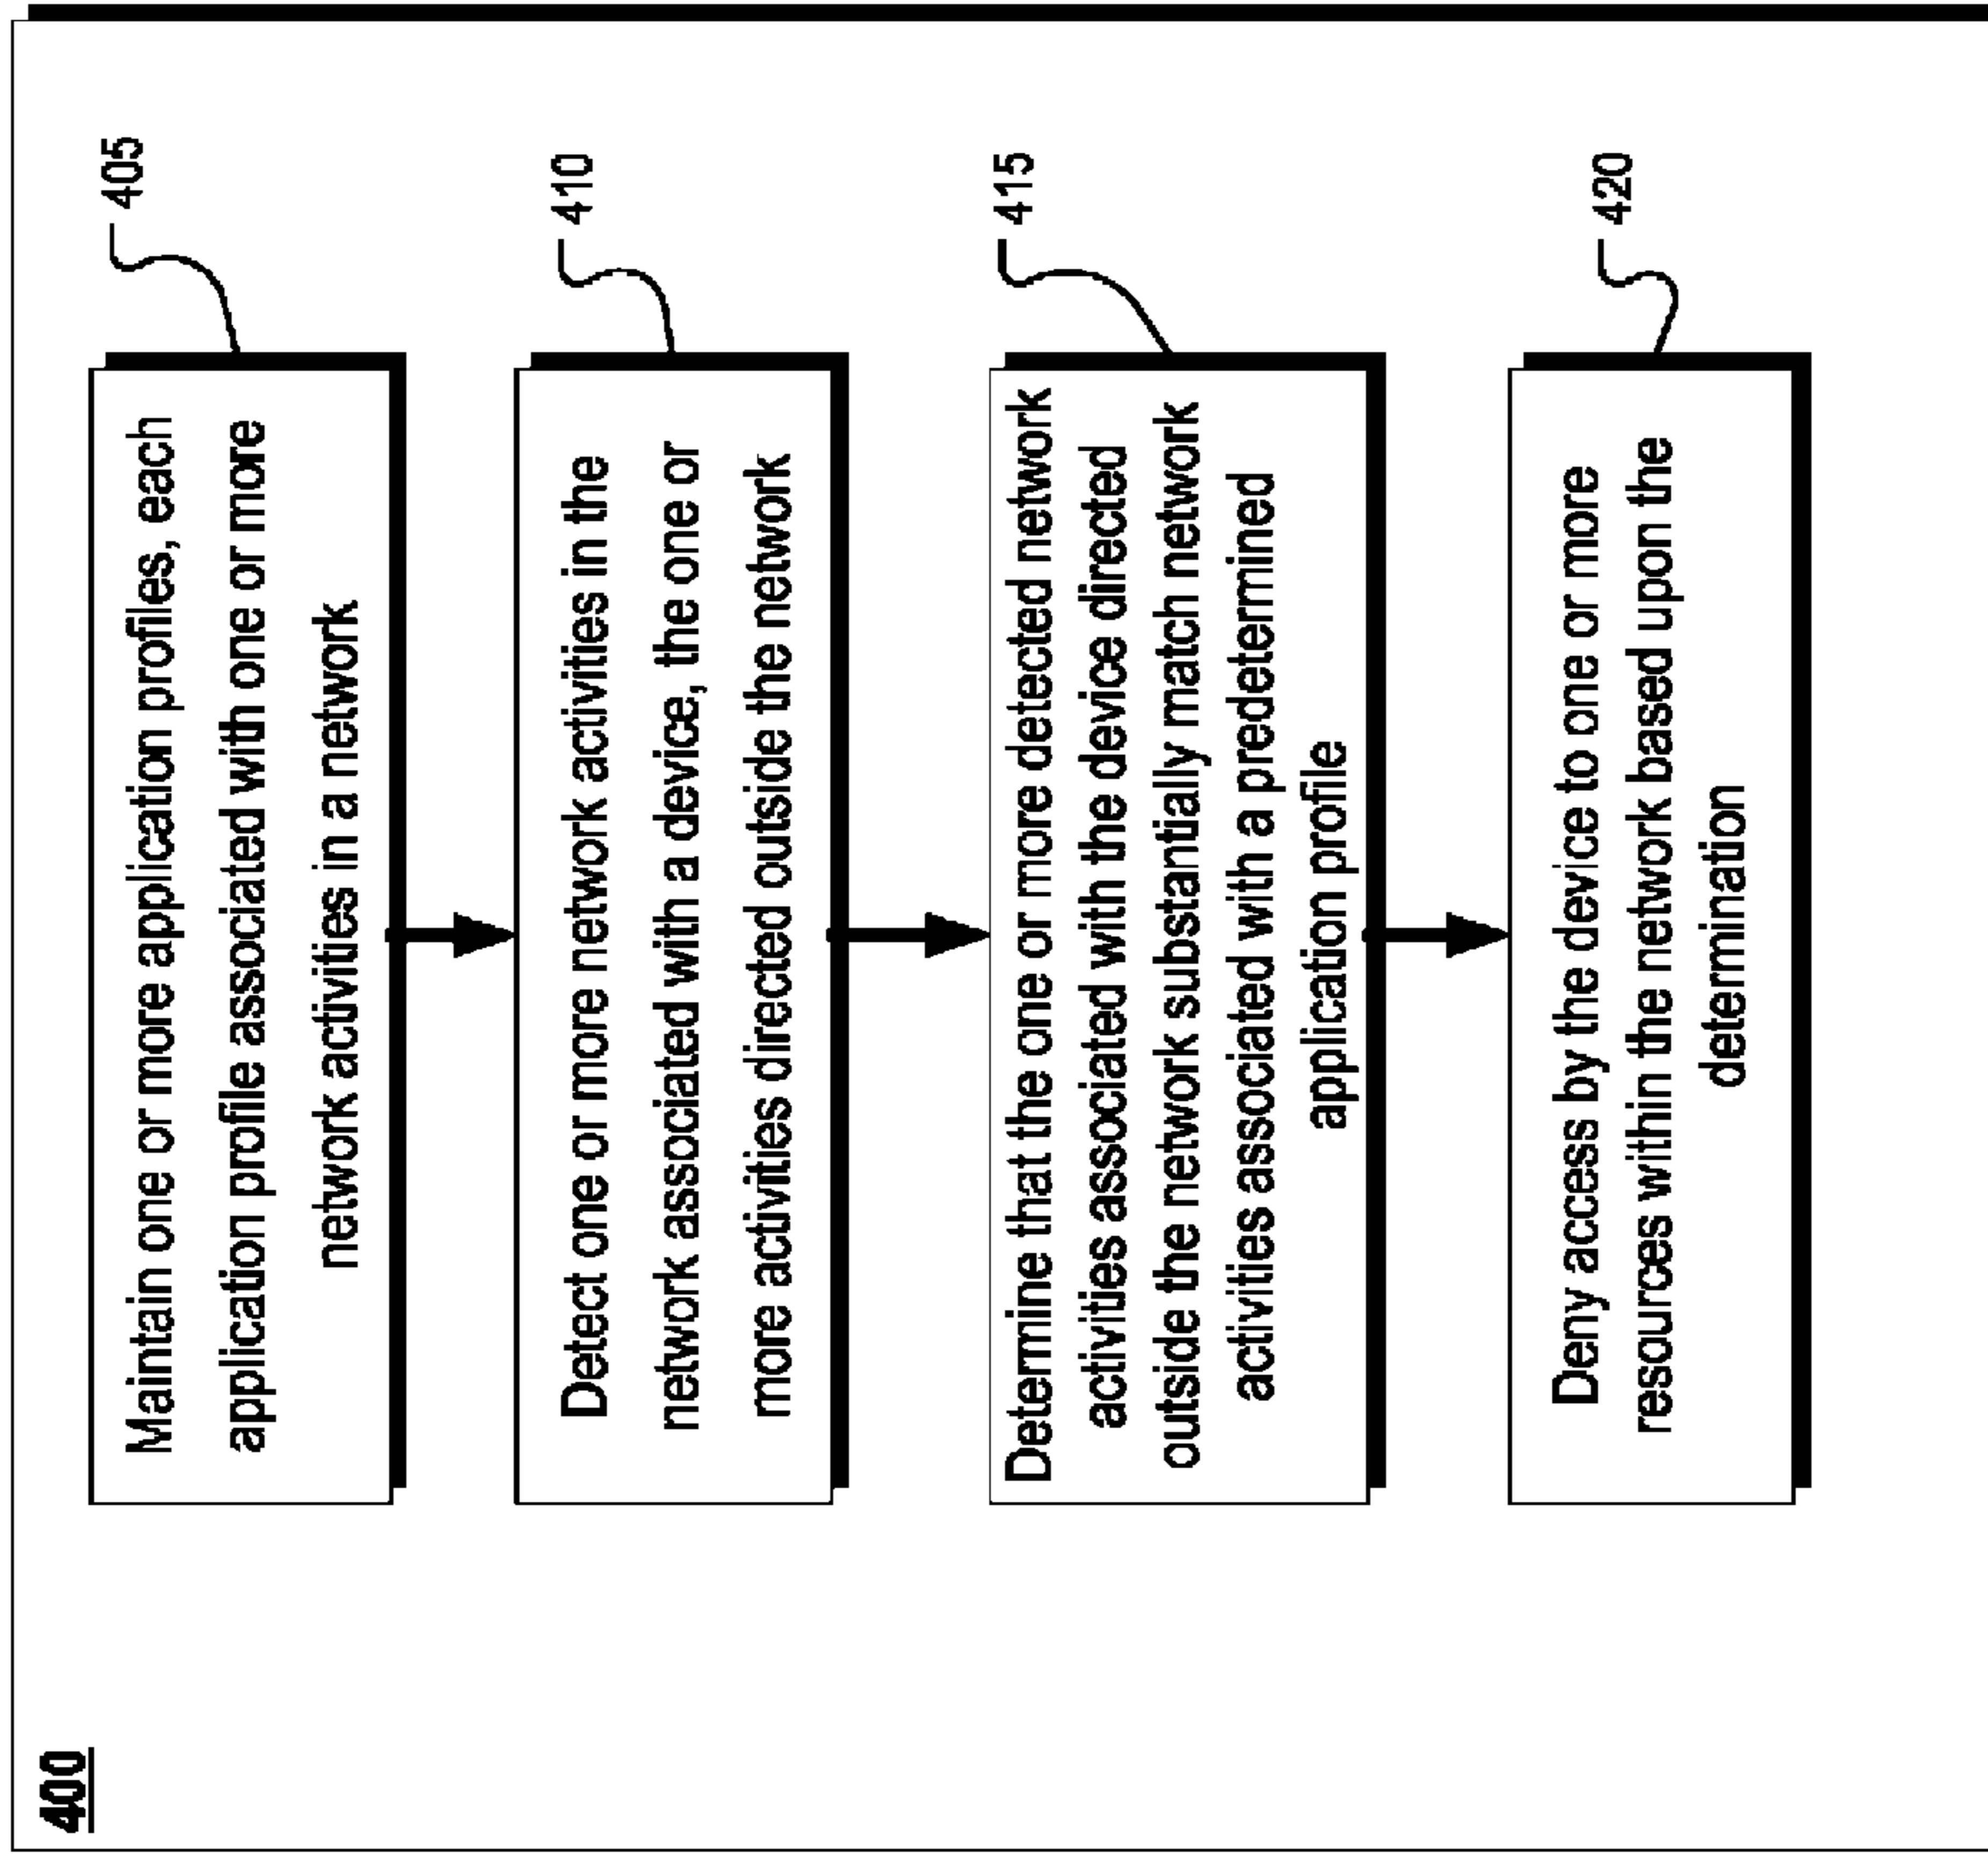 400
Maintain one or more application profiles, each
application profile associated with one or more
network activities in a network
405
Detect one or more network activities in the
network associated with a device, the one or
more activities directed outside the network
410
Determine that the one or more detected network
activities associated with the device directed
outside the network substantially match network
activities associated with a predetermined
application profile
415
Deny access by the device to one or more
resources within the network based upon the
determination
420